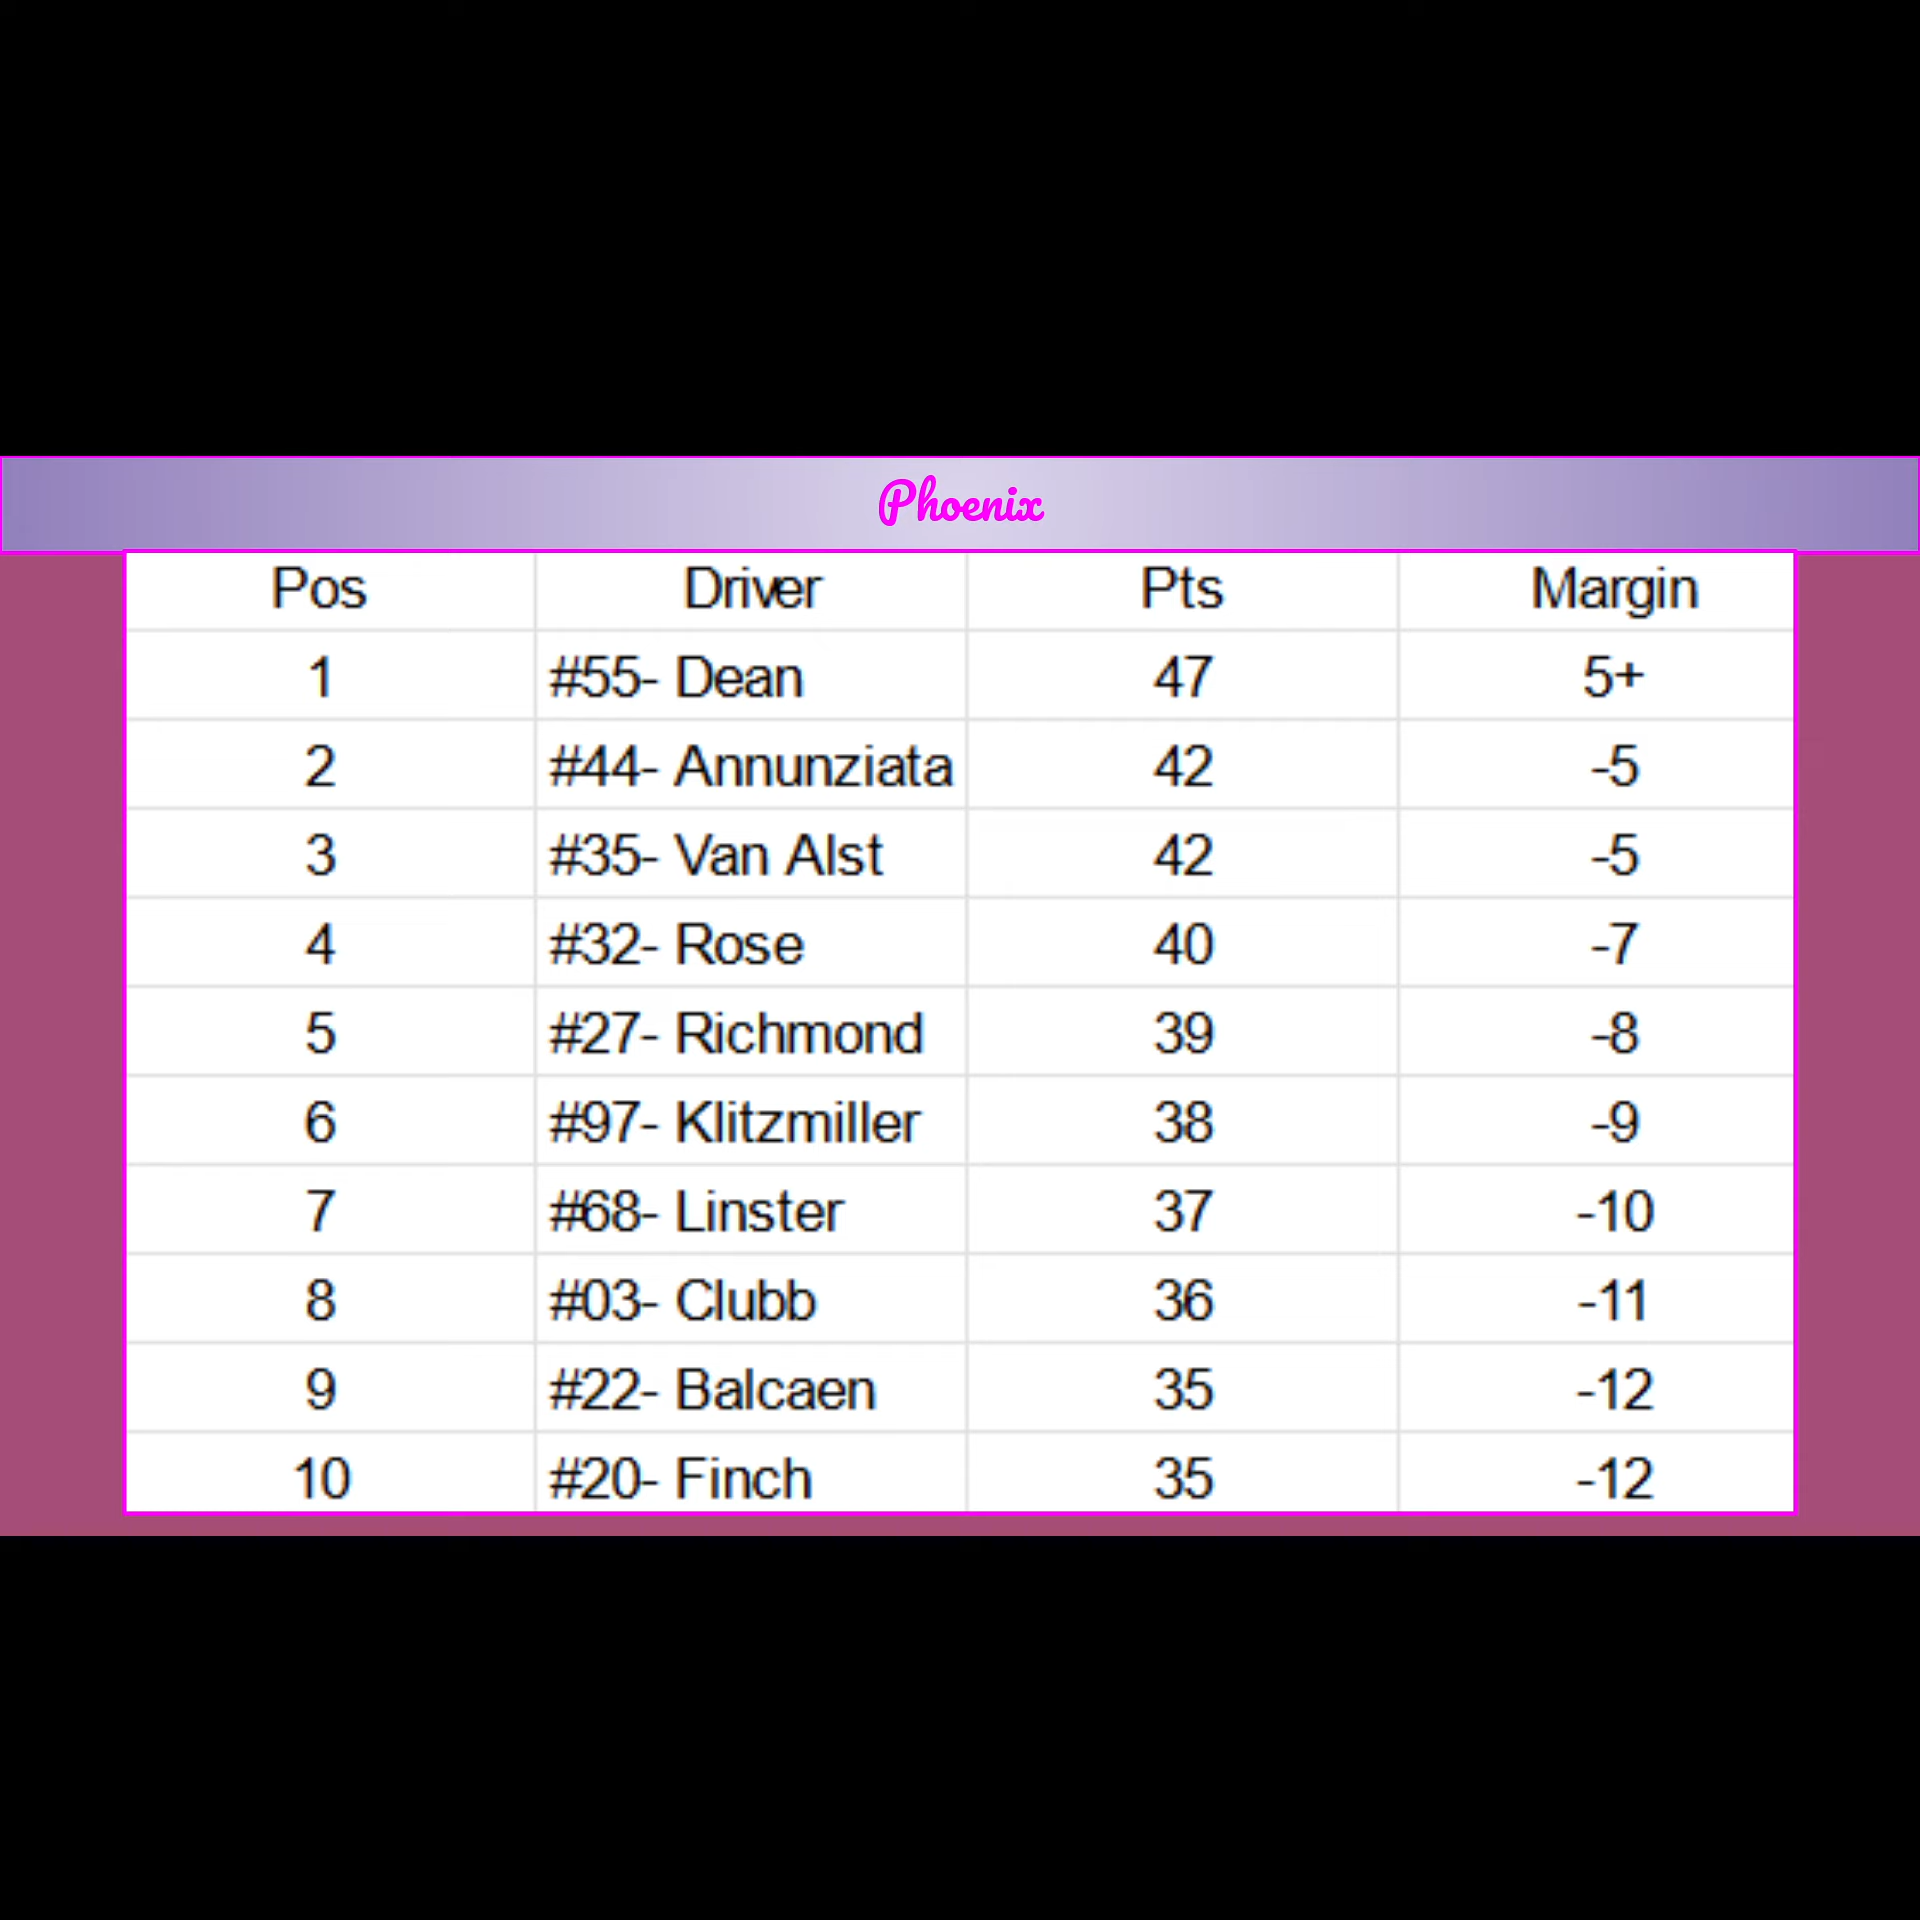 Phoenix
Pos Driver Pts Margin
1 #55- Dean 47 5+
2 #44- Annunziata 42 -5
3 #35- Van Alst 42 -5
4 #32- Rose 40 -7
5 #27- Richmond 39 -8
6 #97- Klitzmiller 38 -9
7 #68- Linster 37 -10
8 #03- Clubb 36 -11
9 #22- Balcaen 35 -12
10 #20- Finch 35 -12